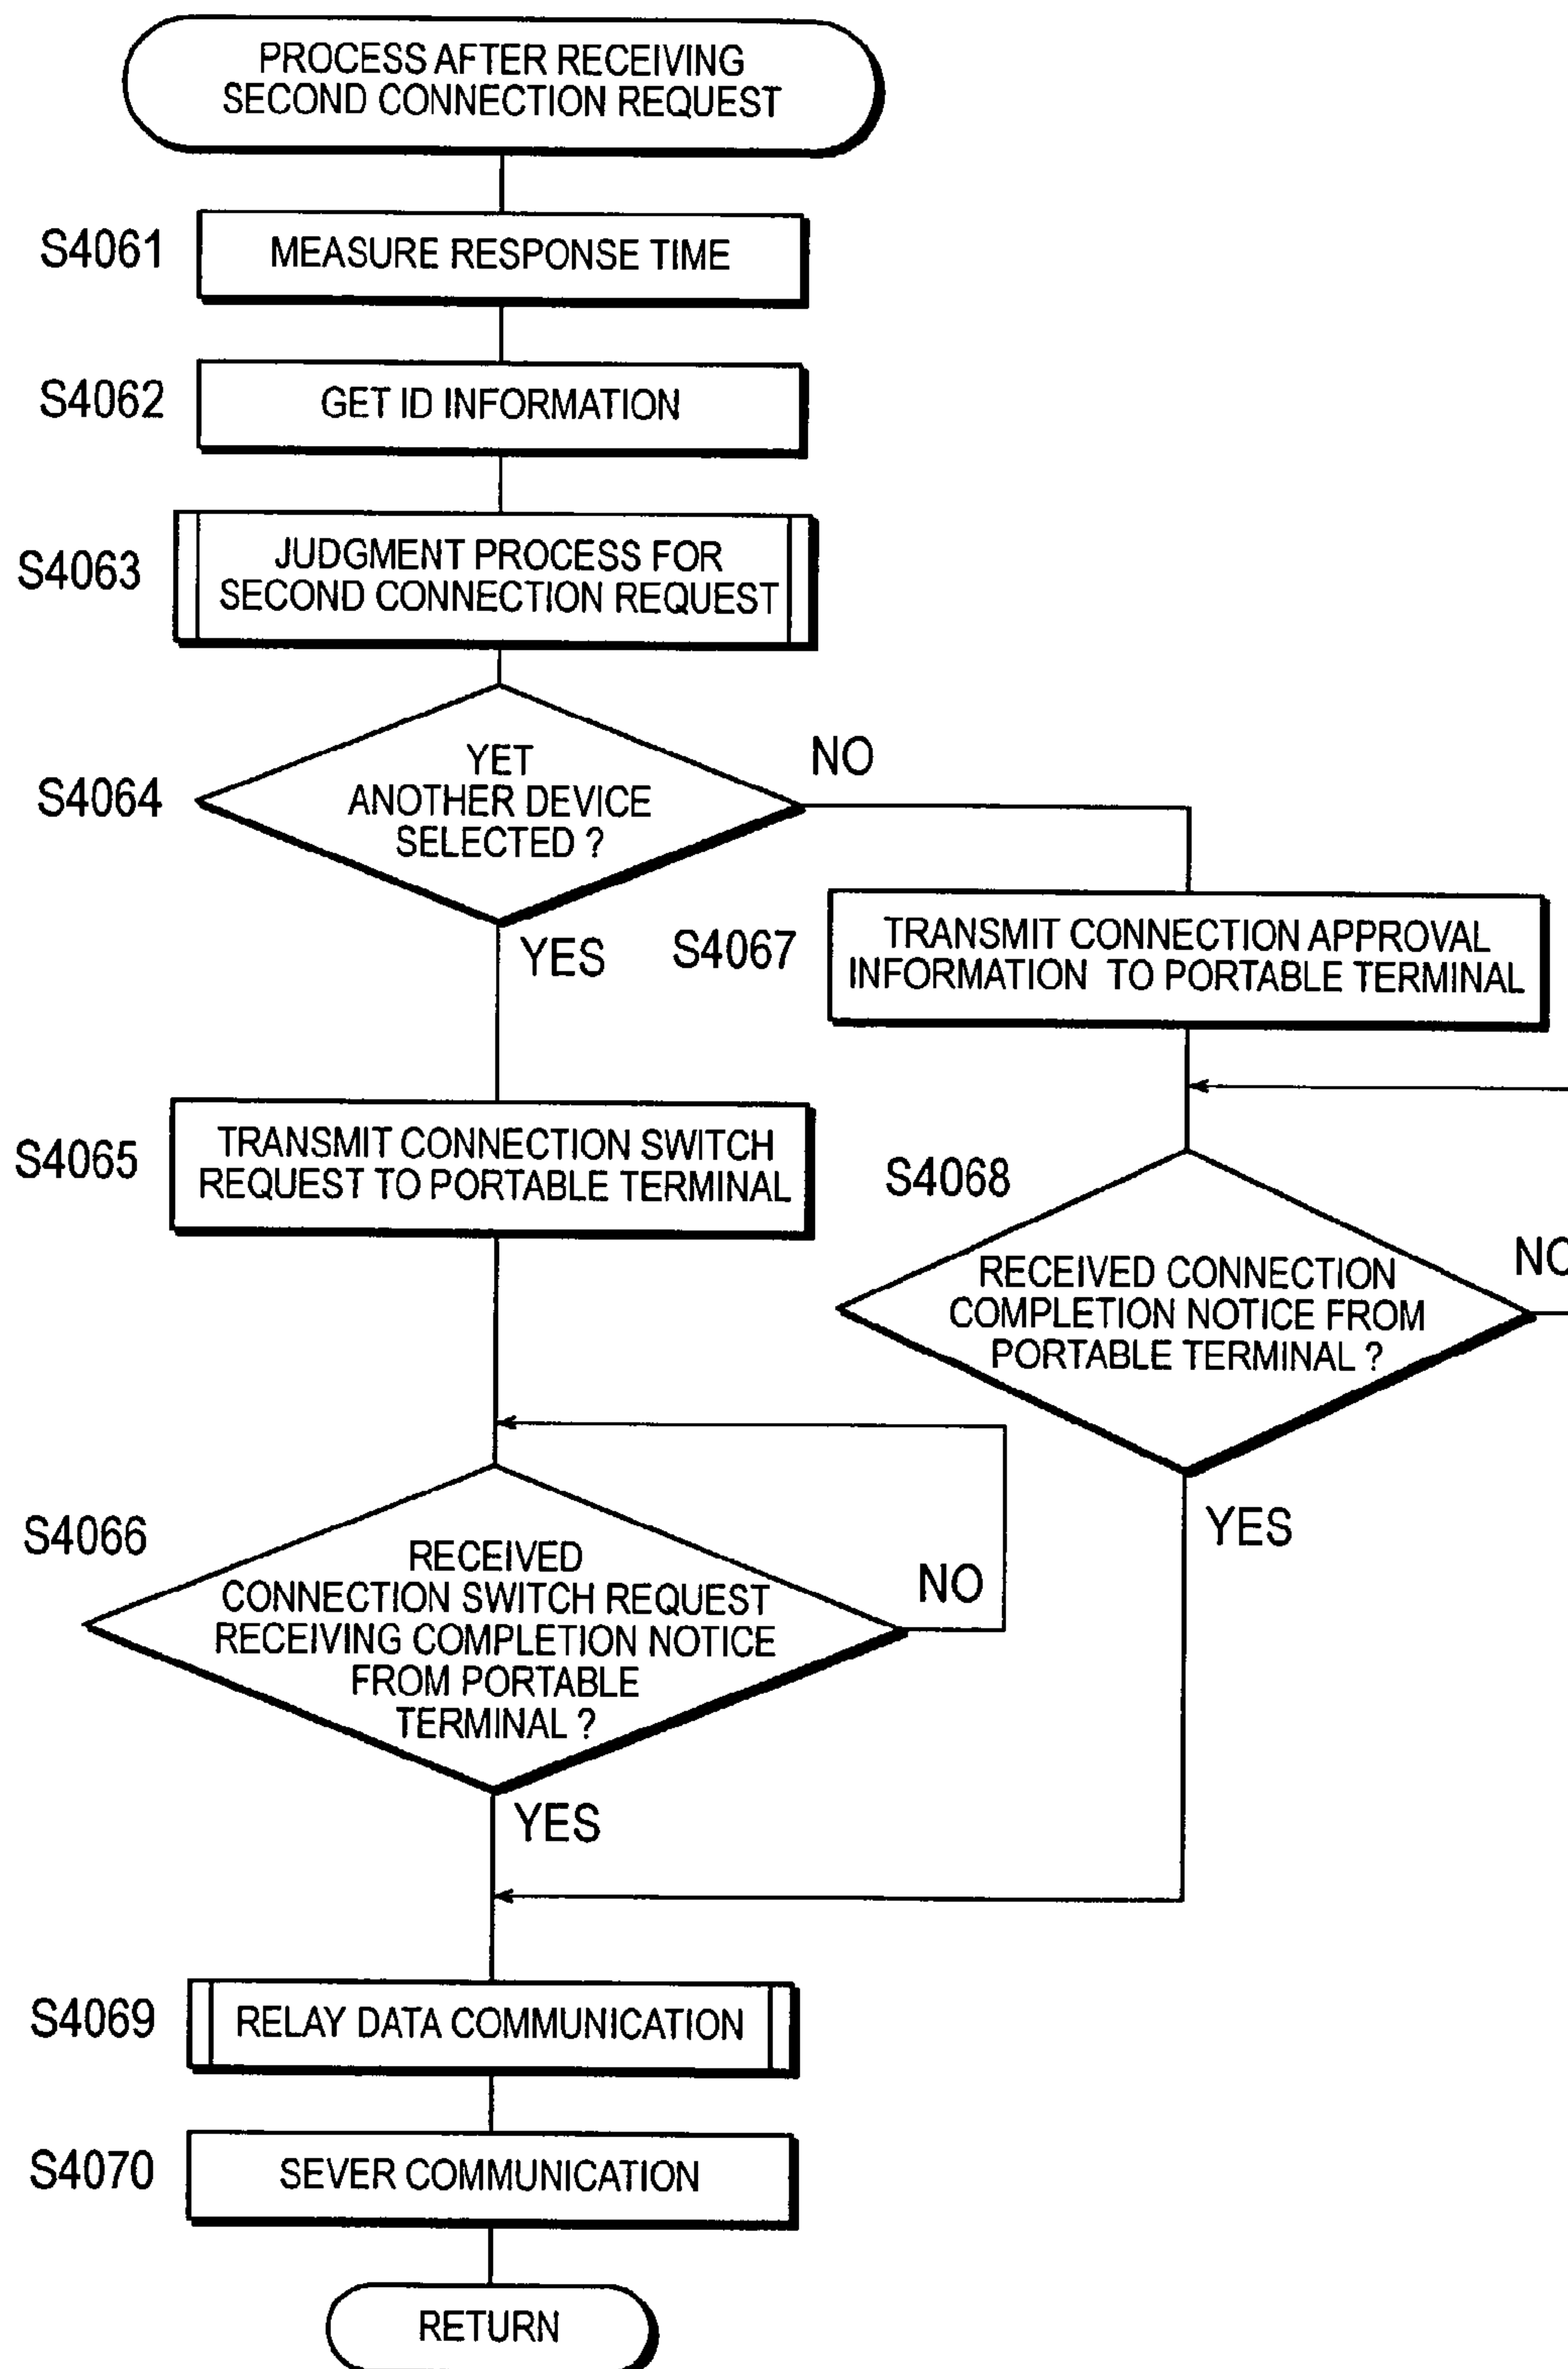 PROCESS AFTER RECEIVING
SECOND CONNECTION REQUEST
S4061
MEASURE RESPONSE TIME
S4062
GET ID INFORMATION
S4063
JUDGMENT PROCESS FOR
SECOND CONNECTION REQUEST
S4064
YET
ANOTHER DEVICE
SELECTED ?
NO
YES
S4067
TRANSMIT CONNECTION APPROVAL
INFORMATION TO PORTABLE TERMINAL
S4065
TRANSMIT CONNECTION SWITCH
REQUEST TO PORTABLE TERMINAL
S4068
RECEIVED CONNECTION
COMPLETION NOTICE FROM
PORTABLE TERMINAL ?
NO
YES
S4066
RECEIVED
CONNECTION SWITCH REQUEST
RECEIVING COMPLETION NOTICE
FROM PORTABLE
TERMINAL ?
NO
YES
S4069
RELAY DATA COMMUNICATION
S4070
SEVER COMMUNICATION
RETURN